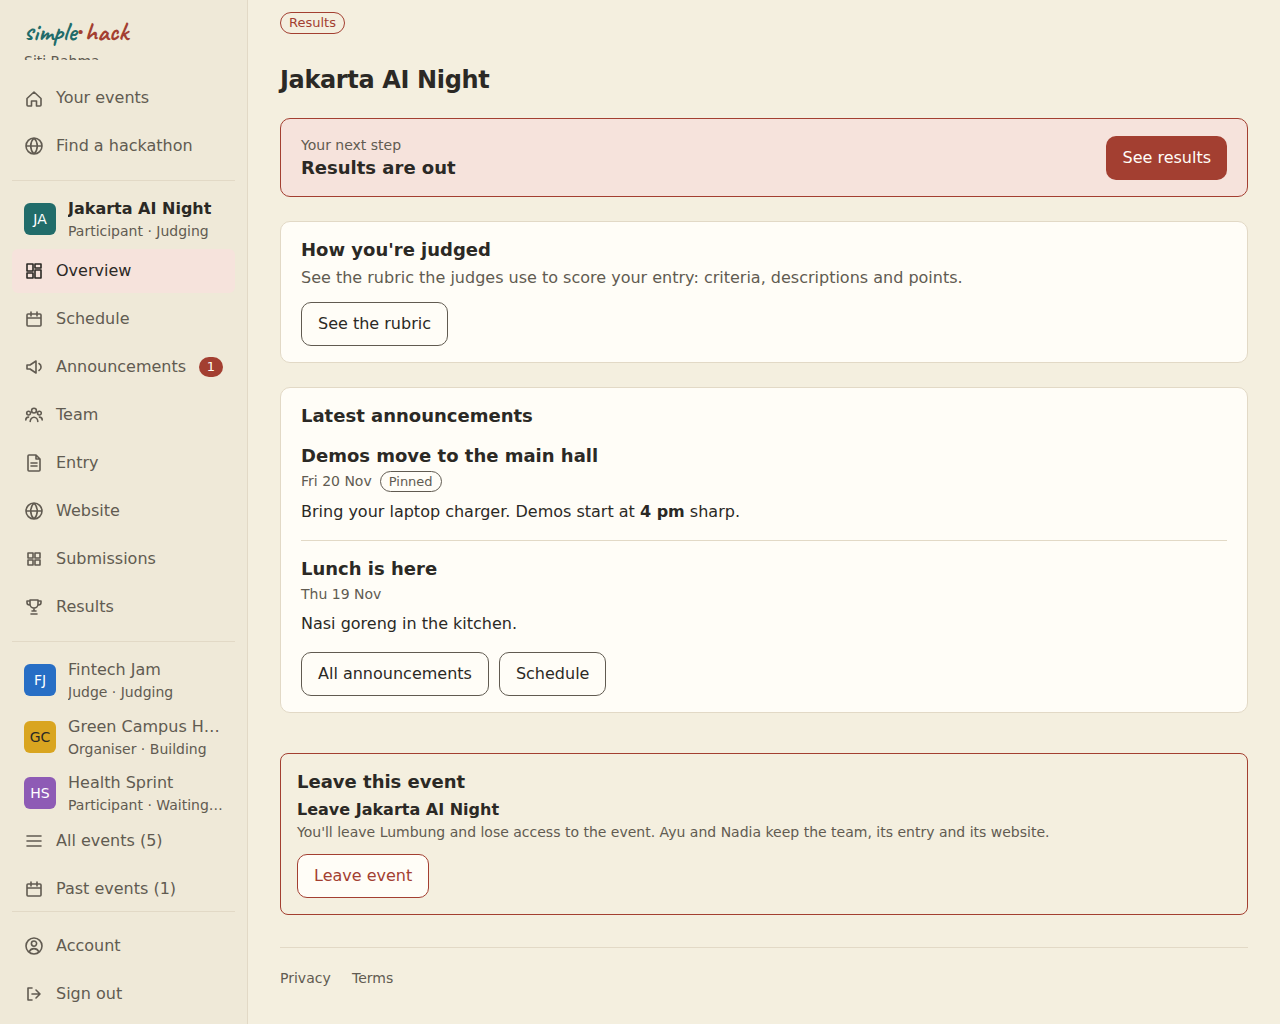 simple·hack
Siti Rahma
Your events
Find a hackathon
JA
Jakarta AI Night
Participant · Judging
Overview
Schedule
Announcements 1
Team
Entry
Website
Submissions
Results
FJ
Fintech Jam
Judge · Judging
GC
Green Campus H…
Organiser · Building
HS
Health Sprint
Participant · Waiting…
All events (5)
Past events (1)
Account
Sign out
Results
Jakarta AI Night
Your next step
Results are out
See results
How you're judged
See the rubric the judges use to score your entry: criteria, descriptions and points.
See the rubric
Latest announcements
Demos move to the main hall
Fri 20 Nov Pinned
Bring your laptop charger. Demos start at 4 pm sharp.
Lunch is here
Thu 19 Nov
Nasi goreng in the kitchen.
All announcements Schedule
Leave this event
Leave Jakarta AI Night
You'll leave Lumbung and lose access to the event. Ayu and Nadia keep the team, its entry and its website.
Leave event
Privacy Terms